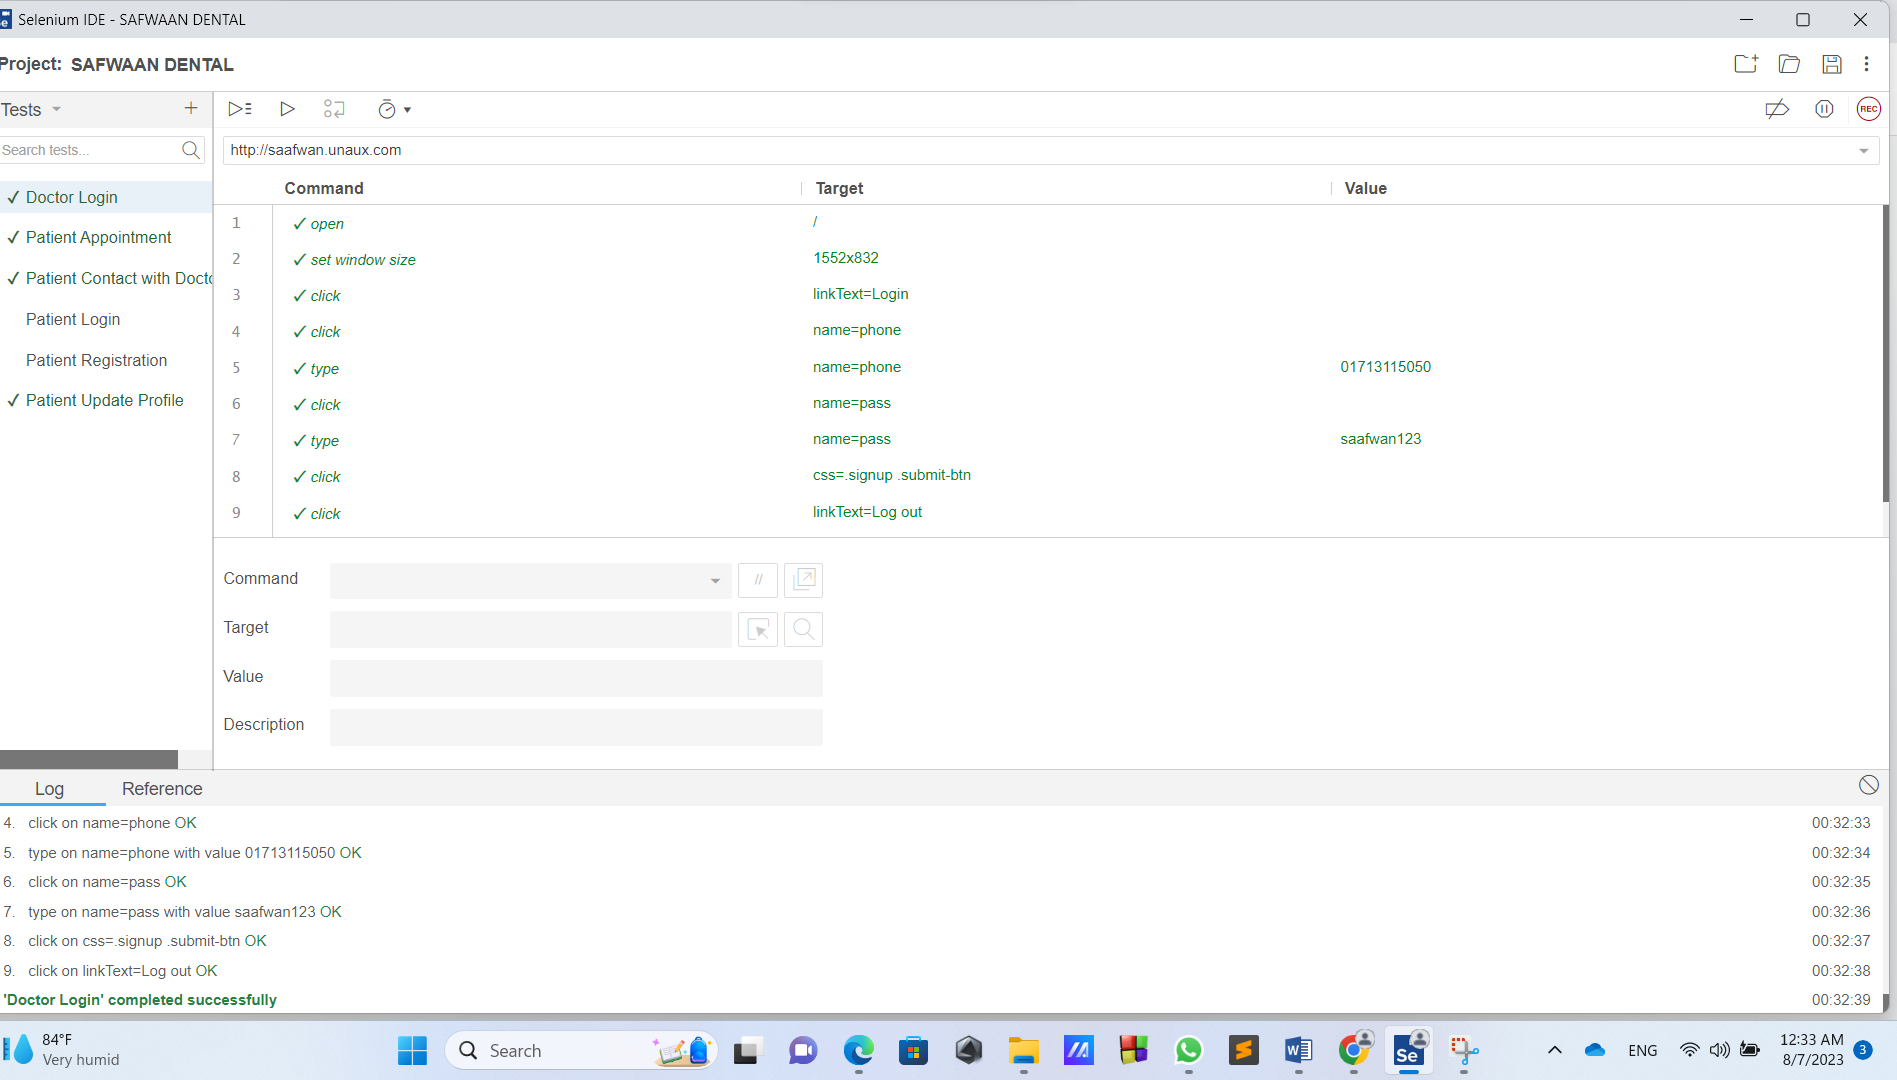 Selenium IDE - SAFWAAN DENTAL
Project: SAFWAAN DENTAL
Tests
Search tests...
http://saafwan.unaux.com
REC
Command Target Value
✓ Doctor Login
✓ Patient Appointment
✓ Patient Contact with Docto
Patient Login
Patient Registration
✓ Patient Update Profile
1 ✓ open /
2 ✓ set window size 1552x832
3 ✓ click linkText=Login
4 ✓ click name=phone
5 ✓ type name=phone 01713115050
6 ✓ click name=pass
7 ✓ type name=pass saafwan123
8 ✓ click css=.signup .submit-btn
9 ✓ click linkText=Log out
Command //
Target
Value
Description
Log Reference
4. click on name=phone OK 00:32:33
5. type on name=phone with value 01713115050 OK 00:32:34
6. click on name=pass OK 00:32:35
7. type on name=pass with value saafwan123 OK 00:32:36
8. click on css=.signup .submit-btn OK 00:32:37
9. click on linkText=Log out OK 00:32:38
'Doctor Login' completed successfully 00:32:39
84°F
Very humid
Search
Se
ENG
12:33 AM
8/7/2023
3